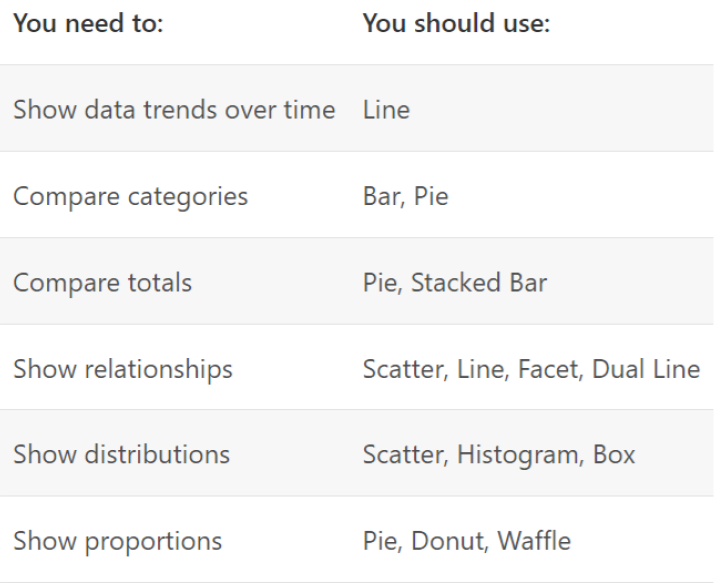 You need to: You should use:
Show data trends over time Line
Compare categories Bar, Pie
Compare totals Pie, Stacked Bar
Show relationships Scatter, Line, Facet, Dual Line
Show distributions Scatter, Histogram, Box
Show proportions Pie, Donut, Waffle